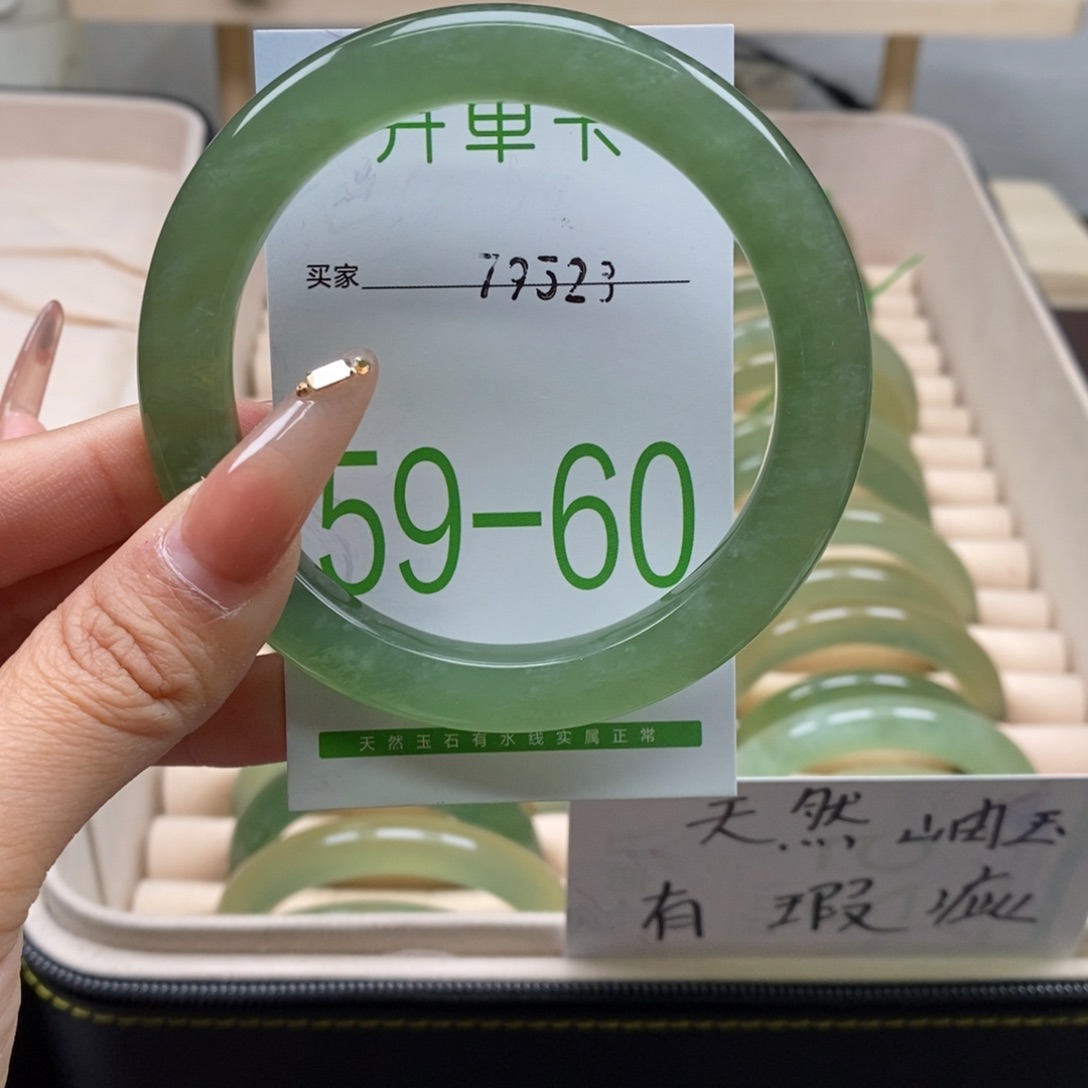 开单卡
买家 79523
59-60
天然玉石有水线实属正常
天然岫玉
有瑕疵